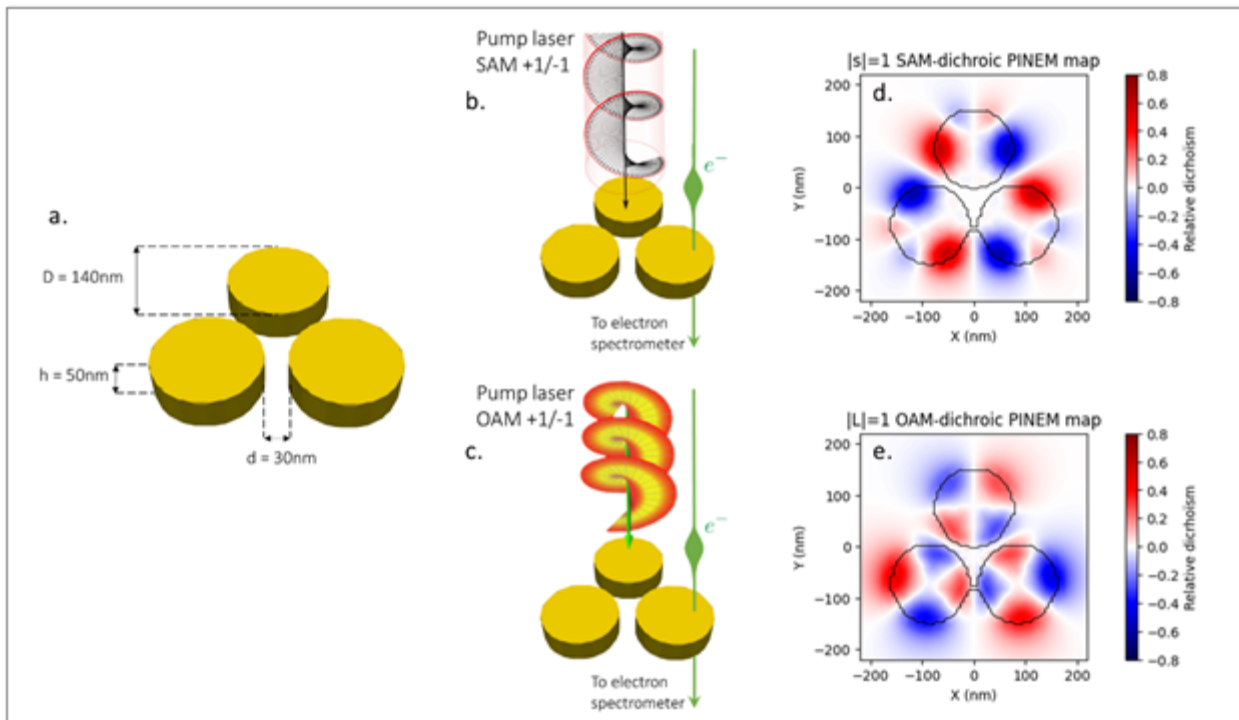 a.
D = 140nm
h = 50nm
d = 30nm
Pump laser
SAM +1/-1
b.
e⁻
To electron
spectrometer
|s|=1 SAM-dichroic PINEM map
d.
Y (nm)
100
0
−100
−200
−200 −100 0 100 200
X (nm)
0.8
0.6
0.4
0.2
0.0
−0.2
−0.4
−0.6
−0.8
Relative dicrhoism
Pump laser
OAM +1/-1
c.
e⁻
To electron
spectrometer
|L|=1 OAM-dichroic PINEM map
e.
Y (nm)
200
100
0
−100
−200
−200 −100 0 100 200
X (nm)
0.8
0.6
0.4
0.2
0.0
−0.2
−0.4
−0.6
−0.8
Relative dicrhoism